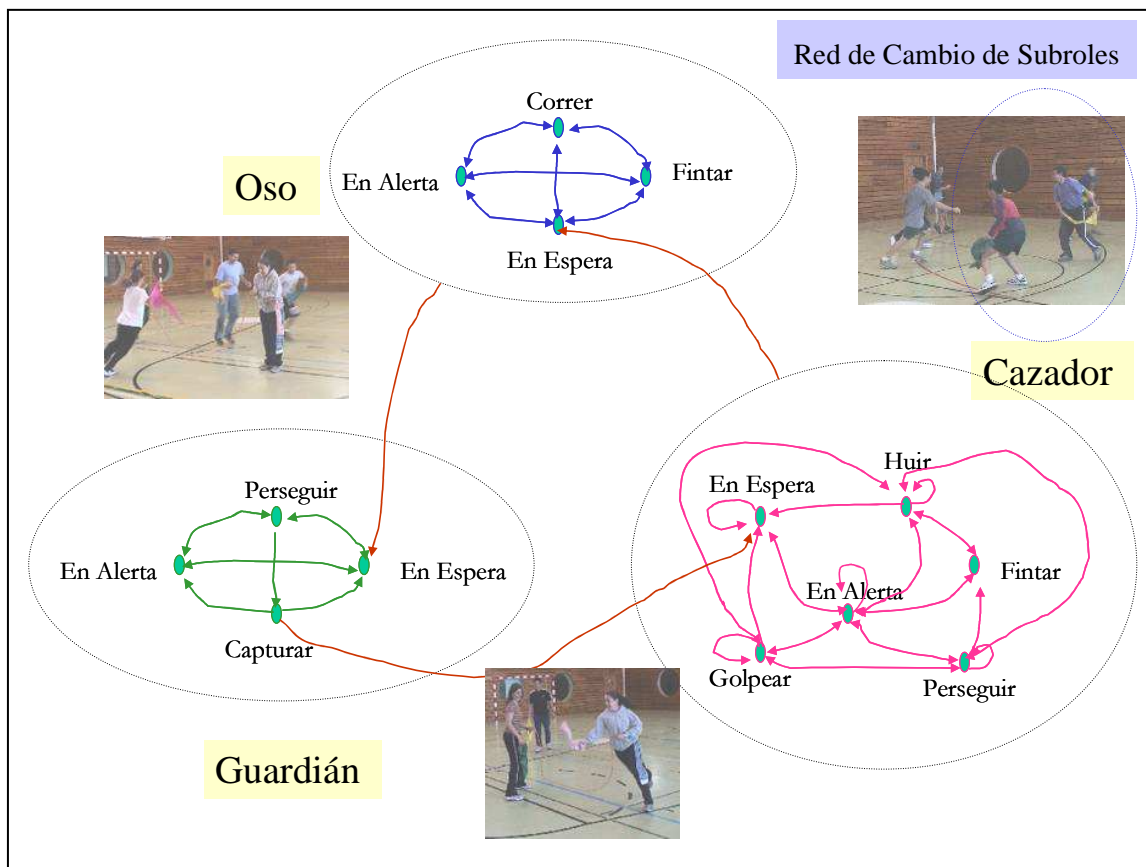 Red de Cambio de Subroles
Oso
Correr
En Alerta
Fintar
En Espera
Cazador
Huir
En Espera
Fintar
En Alerta
Golpear
Perseguir
Perseguir
En Alerta
En Espera
Capturar
Guardián